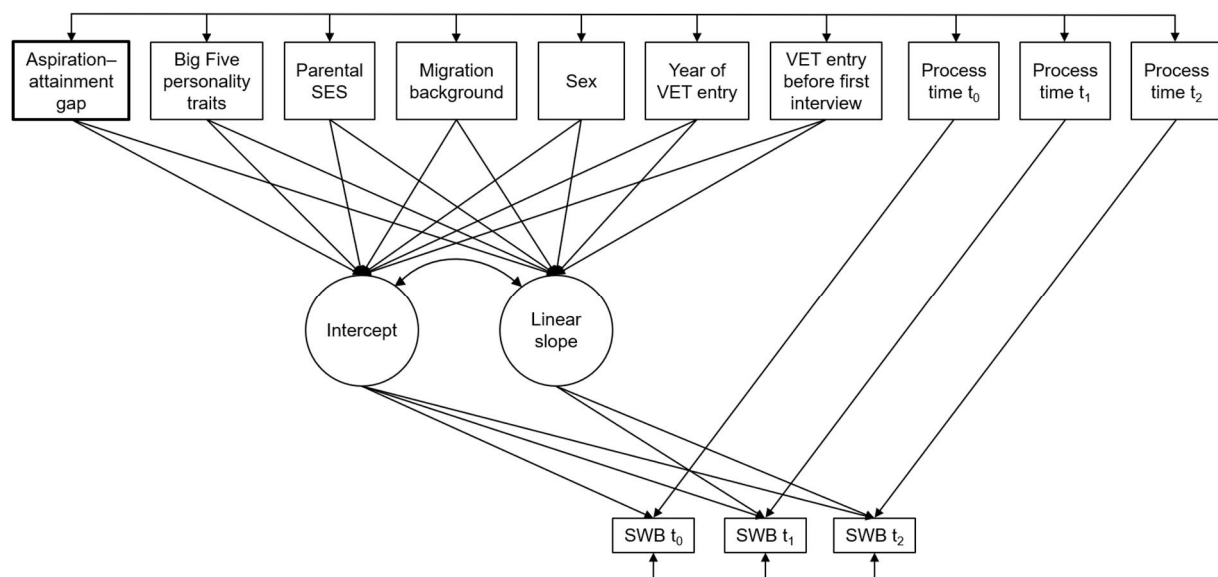 Aspiration–
attainment
gap
Big Five
personality
traits
Parental
SES
Migration
background
Sex
Year of
VET entry
VET entry
before first
interview
Process
time t₀
Process
time t₁
Process
time t₂
Intercept
Linear
slope
SWB t₀
SWB t₁
SWB t₂